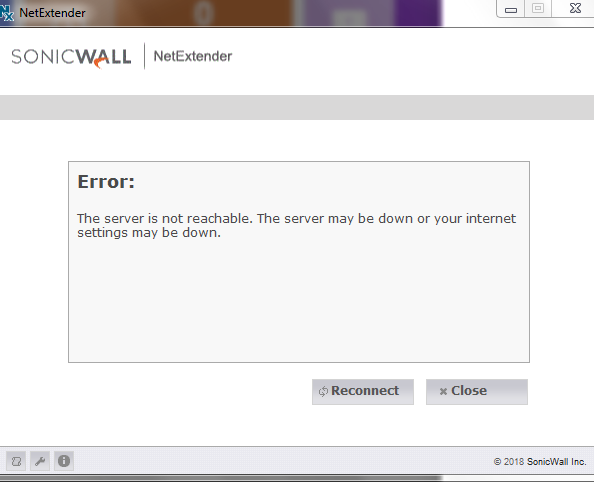 NetExtender
SONICWALL NetExtender
Error:
The server is not reachable. The server may be down or your internet
settings may be down.
Reconnect Close
© 2018 SonicWall Inc.